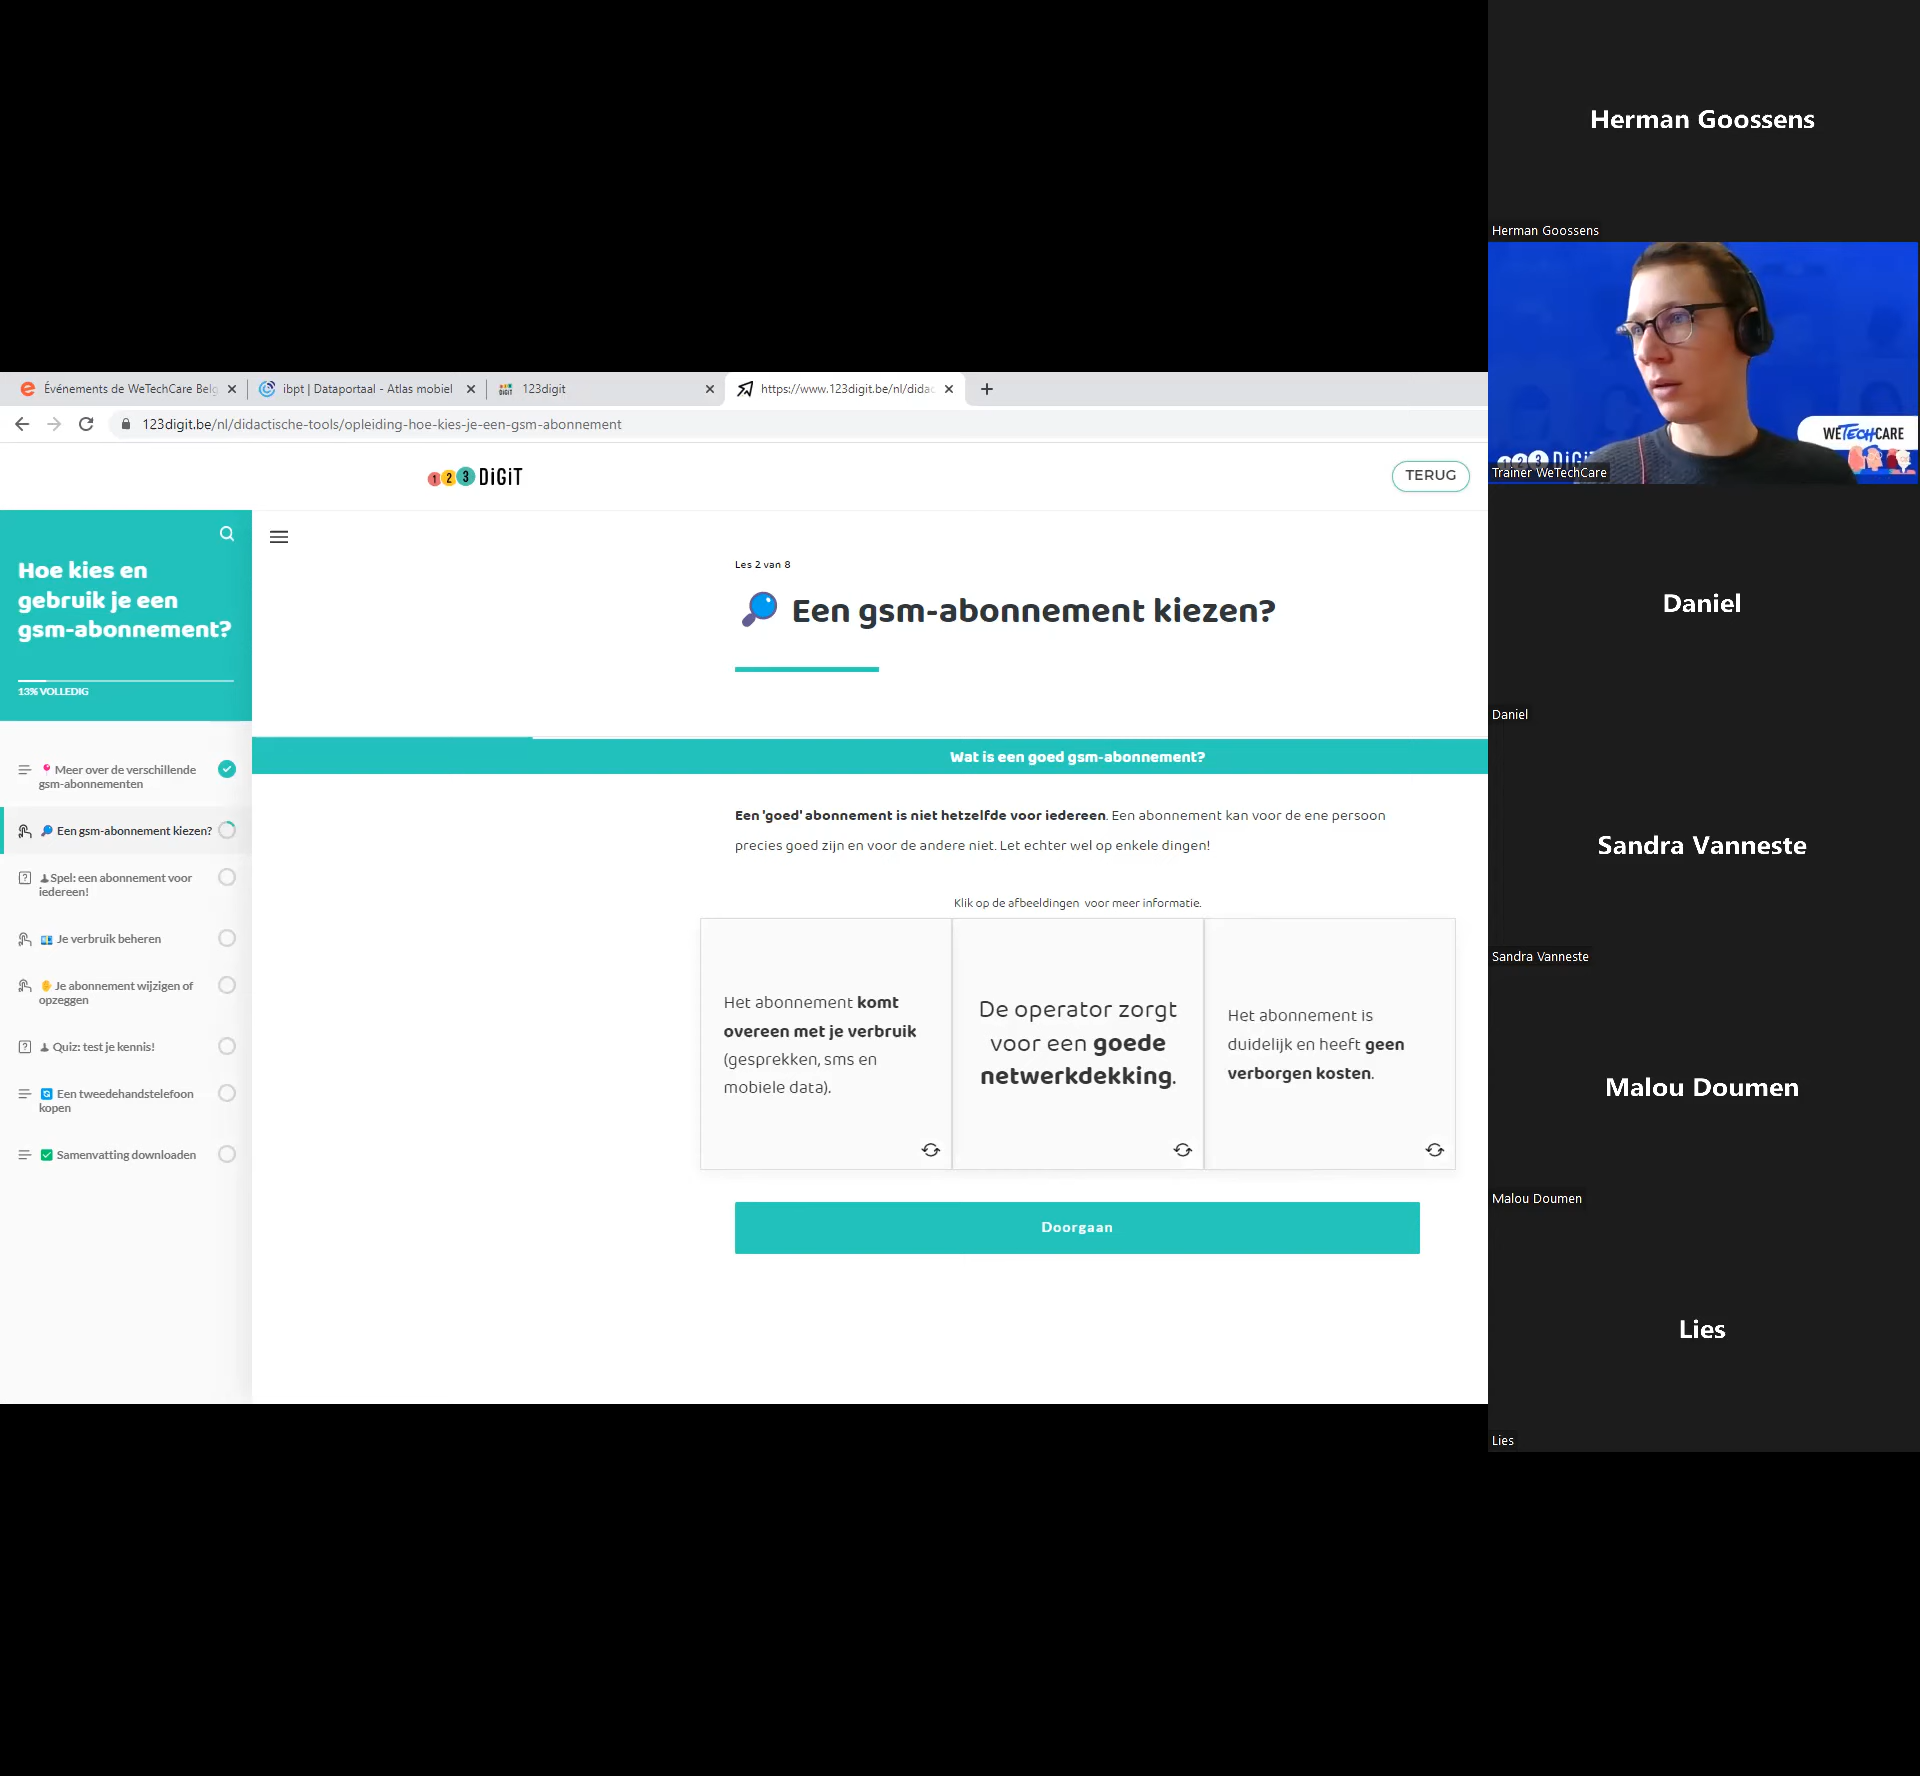 Événements de WeTechCare Belg
ibpt | Dataportaal - Atlas mobiel
123digit
https://www.123digit.be/nl/didac
123digit.be/nl/didactische-tools/opleiding-hoe-kies-je-een-gsm-abonnement
123 DiGiT
TERUG
Hoe kies en
gebruik je een
gsm-abonnement?
13% VOLLEDIG
Meer over de verschillende
gsm-abonnementen
Een gsm-abonnement kiezen?
Spel: een abonnement voor
iedereen!
Je verbruik beheren
Je abonnement wijzigen of
opzeggen
Quiz: test je kennis!
Een tweedehandstelefoon
kopen
Samenvatting downloaden
Les 2 van 8
Een gsm-abonnement kiezen?
Wat is een goed gsm-abonnement?
Een 'goed' abonnement is niet hetzelfde voor iedereen. Een abonnement kan voor de ene persoon
precies goed zijn en voor de andere niet. Let echter wel op enkele dingen!
Klik op de afbeeldingen voor meer informatie.
Het abonnement komt
overeen met je verbruik
(gesprekken, sms en
mobiele data).
De operator zorgt
voor een goede
netwerkdekking.
Het abonnement is
duidelijk en heeft geen
verborgen kosten.
Doorgaan
Herman Goossens
Herman Goossens
WETECHCARE
123 DiGiT
Trainer WeTechCare
Daniel
Daniel
Sandra Vanneste
Sandra Vanneste
Malou Doumen
Malou Doumen
Lies
Lies